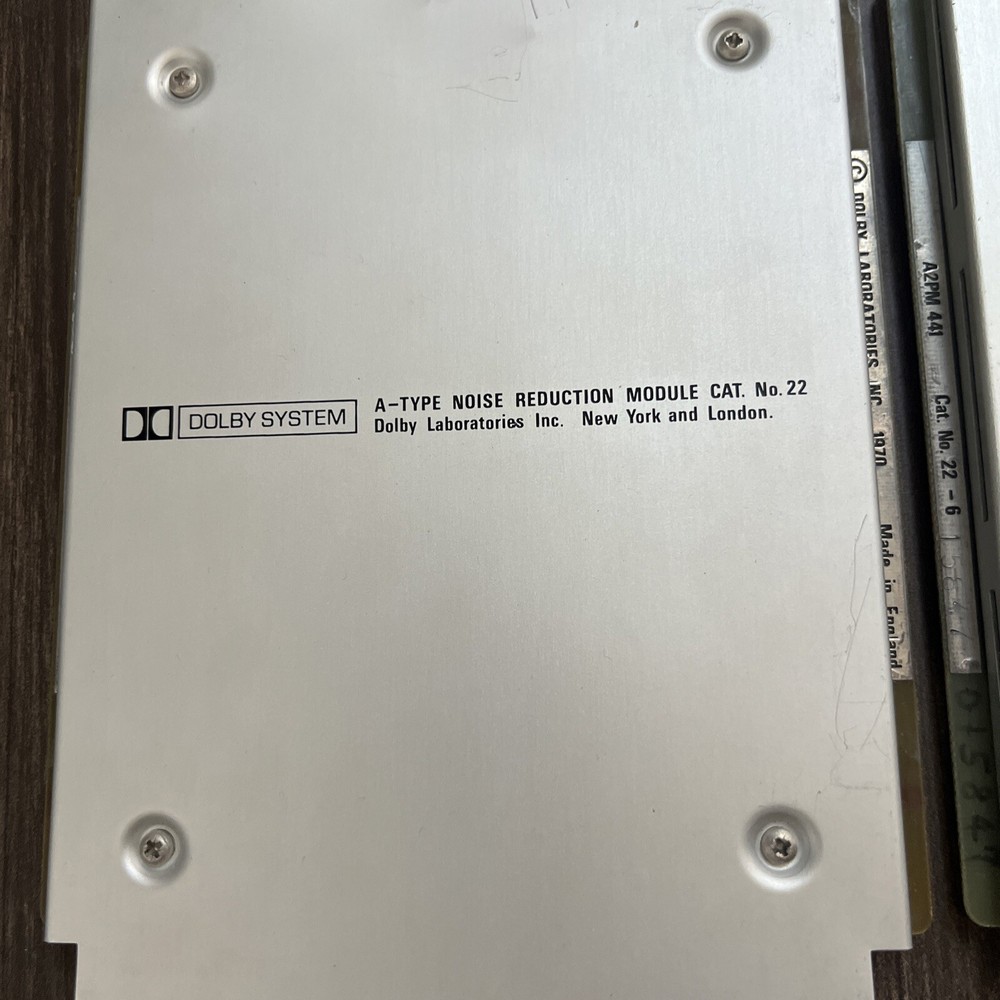 DOLBY SYSTEM
A-TYPE NOISE REDUCTION MODULE CAT. No. 22
Dolby Laboratories Inc. New York and London.
© DOLBY LABORATORIES INC 1970 Made in England
A2PM 441 Cat. No. 22 - 6
015847